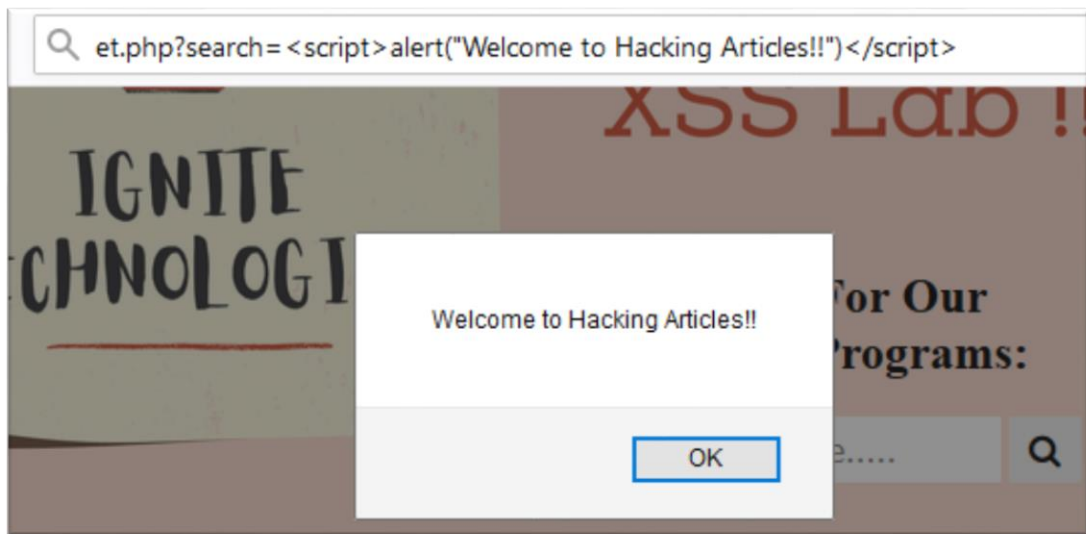 et.php?search=<script>alert("Welcome to Hacking Articles!!")</script>
XSS Lab !!
IGNITE
CHNOLOGI
Welcome to Hacking Articles!!
For Our
Programs:
OK
e.....